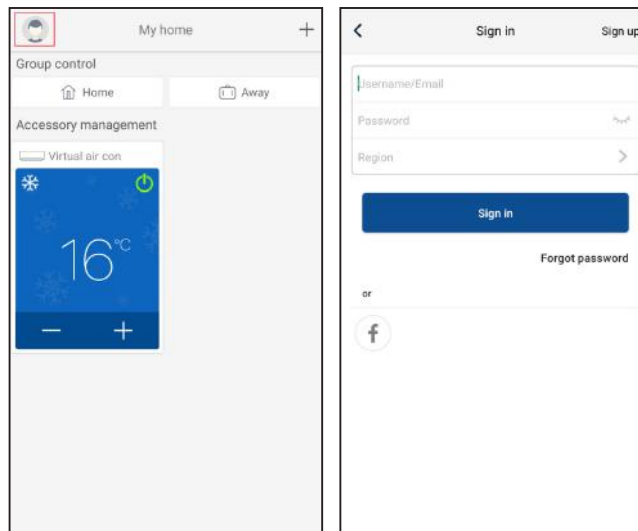 My home
+
Group control
Home
Away
Accessory management
Virtual air con
16°C
− +
Sign in
Sign up
Username/Email
Password
Region
Sign in
Forgot password
or
f